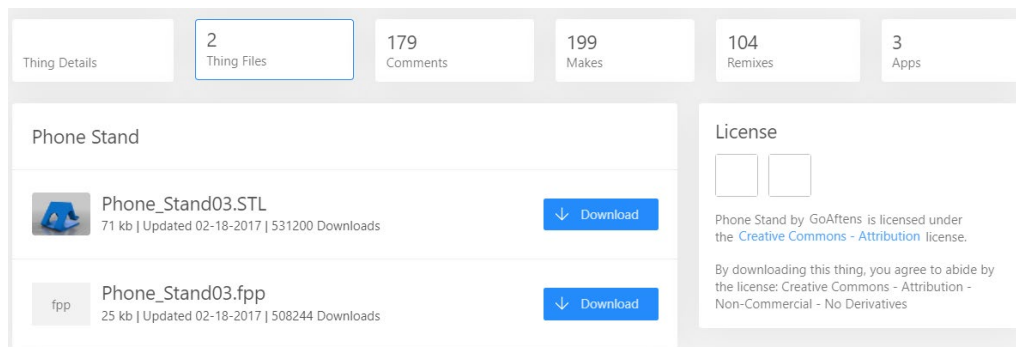 Thing Details
2
Thing Files
179
Comments
199
Makes
104
Remixes
3
Apps
Phone Stand
Phone_Stand03.STL
71 kb | Updated 02-18-2017 | 531200 Downloads
Download
fpp
Phone_Stand03.fpp
25 kb | Updated 02-18-2017 | 508244 Downloads
Download
License
Phone Stand by GoAftens is licensed under
the Creative Commons - Attribution license.
By downloading this thing, you agree to abide by
the license: Creative Commons - Attribution -
Non-Commercial - No Derivatives